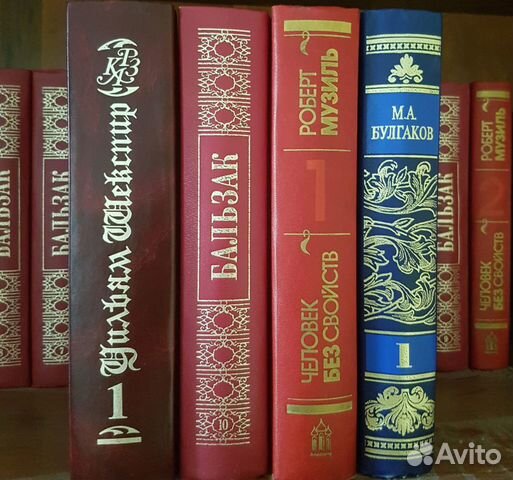 БАЛЬЗАК
БАЛЬЗАК
Уильям Шекспир
1
БАЛЬЗАК
10
РОБЕРТ
МУЗИЛЬ
1
ЧЕЛОВЕК
БЕЗ СВОЙСТВ
М.А.
БУЛГАКОВ
1
БАЛЬЗАК
РОБЕРТ
МУЗИЛЬ
2
ЧЕЛОВЕК
БЕЗ СВОЙСТВ
Avito